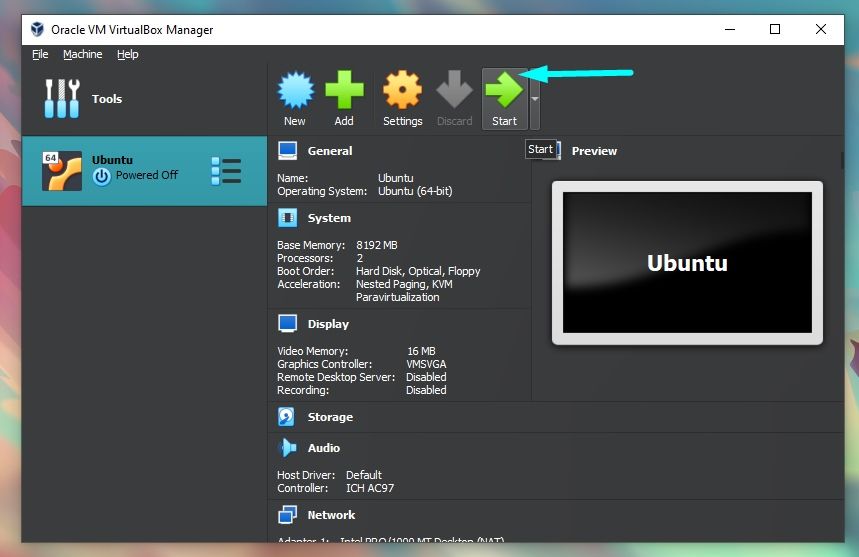 Oracle VM VirtualBox Manager
File Machine Help
Tools
New Add Settings Discard Start
Start
64
Ubuntu
Powered Off
General
Name: Ubuntu
Operating System: Ubuntu (64-bit)
System
Base Memory: 8192 MB
Processors: 2
Boot Order: Hard Disk, Optical, Floppy
Acceleration: Nested Paging, KVM
Paravirtualization
Display
Video Memory: 16 MB
Graphics Controller: VMSVGA
Remote Desktop Server: Disabled
Recording: Disabled
Storage
Audio
Host Driver: Default
Controller: ICH AC97
Network
Adapter 1: Intel PRO/1000 MT Desktop (NAT)
Preview
Ubuntu